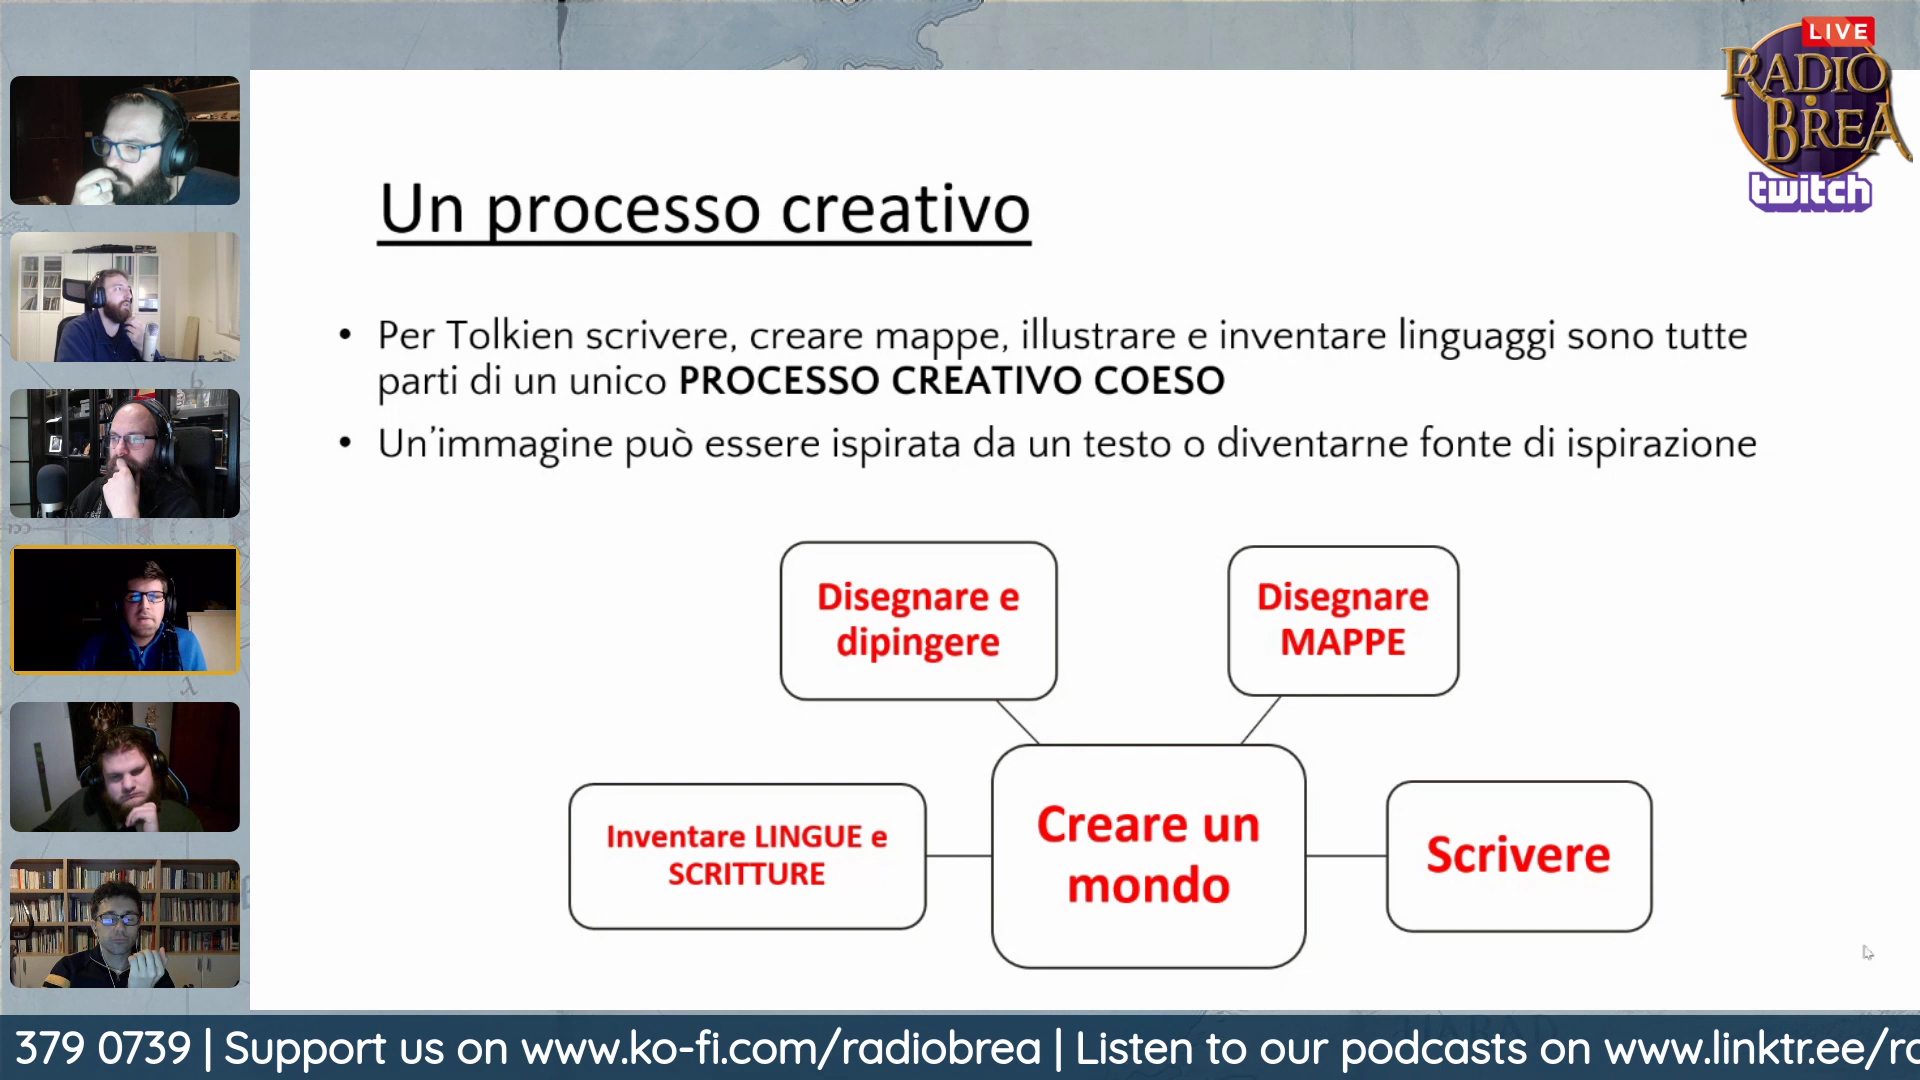 LIVE
RADIO
BREA
twitch
Un processo creativo
• Per Tolkien scrivere, creare mappe, illustrare e inventare linguaggi sono tutte
parti di un unico PROCESSO CREATIVO COESO
• Un’immagine può essere ispirata da un testo o diventarne fonte di ispirazione
Disegnare e
dipingere
Disegnare
MAPPE
Inventare LINGUE e
SCRITTURE
Creare un
mondo
Scrivere
379 0739 | Support us on www.ko-fi.com/radiobrea | Listen to our podcasts on www.linktr.ee/ra